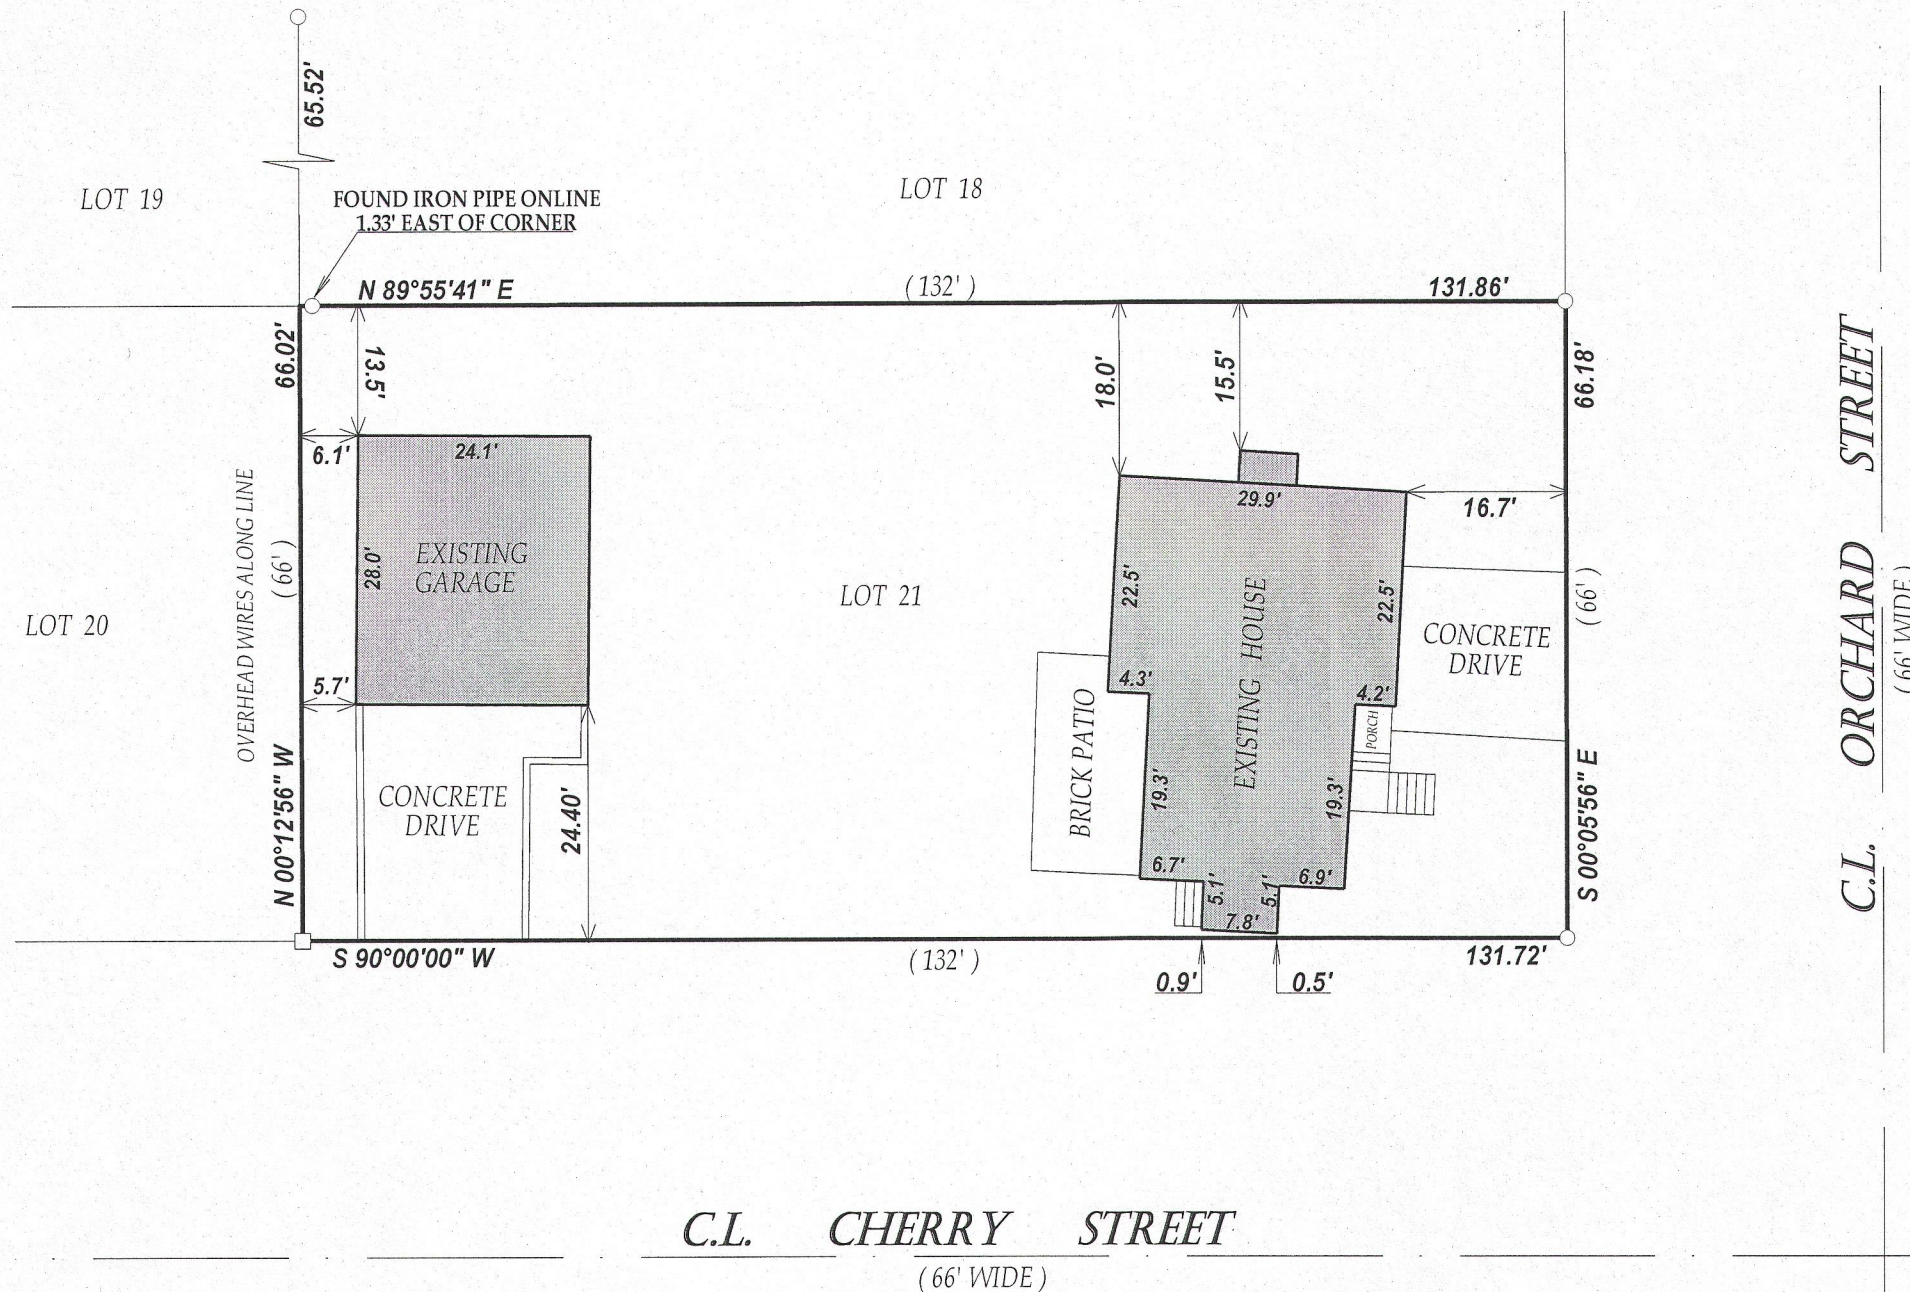 65.52'
LOT 19
LOT 18
FOUND IRON PIPE ONLINE
1.33' EAST OF CORNER
N 89°55'41" E
( 132' )
131.86'
66.02'
13.5'
18.0'
15.5'
66.18'
6.1'
24.1'
29.9'
16.7'
OVERHEAD WIRES ALONG LINE
( 66' )
28.0'
EXISTING
GARAGE
LOT 21
22.5'
EXISTING HOUSE
22.5'
CONCRETE
DRIVE
( 66' )
LOT 20
5.7'
4.3'
4.2'
PORCH
BRICK PATIO
19.3'
19.3'
N 00°12'56" W
CONCRETE
DRIVE
24.40'
S 00°05'56" E
6.7'
5.1'
5.1'
6.9'
7.8'
S 90°00'00" W
( 132' )
131.72'
0.9'
0.5'
C.L. ORCHARD STREET
( 66' WIDE )
C.L. CHERRY STREET
( 66' WIDE )